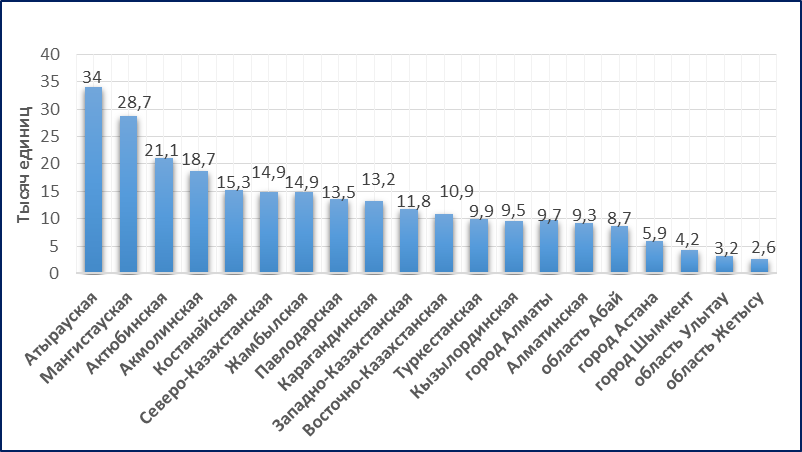 Тысяч единиц
40
35
30
25
20
15
10
5
0
34
28,7
21,1
18,7
15,3
14,9
14,9
13,5
13,2
11,8
10,9
9,9
9,5
9,7
9,3
8,7
5,9
4,2
3,2
2,6
Атырауская
Мангистауская
Актюбинская
Акмолинская
Костанайская
Северо-Казахстанская
Жамбылская
Павлодарская
Карагандинская
Западно-Казахстанская
Восточно-Казахстанская
Туркестанская
Кызылординская
город Алматы
Алматинская
область Абай
город Астана
город Шымкент
область Улытау
область Жетысу